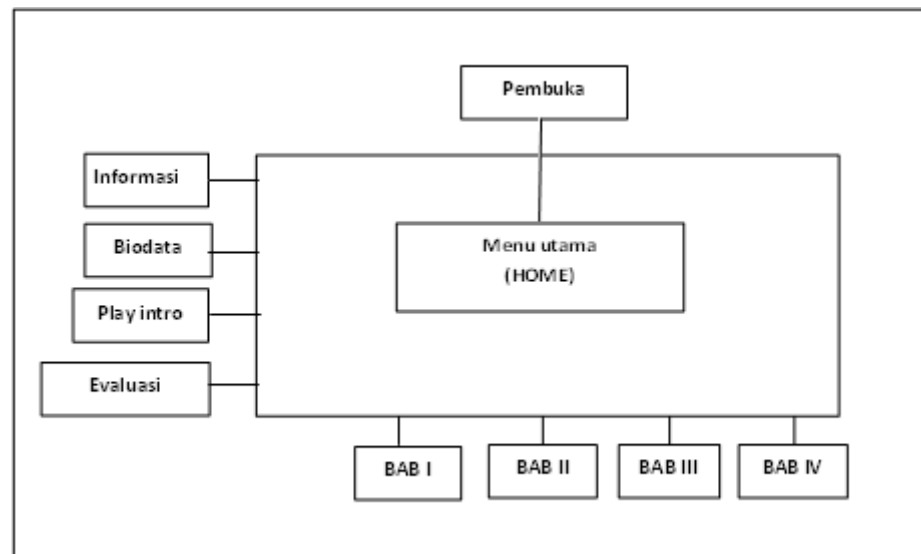 Pembuka
Informasi
Biodata
Menu utama
(HOME)
Play intro
Evaluasi
BAB I
BAB II
BAB III
BAB IV